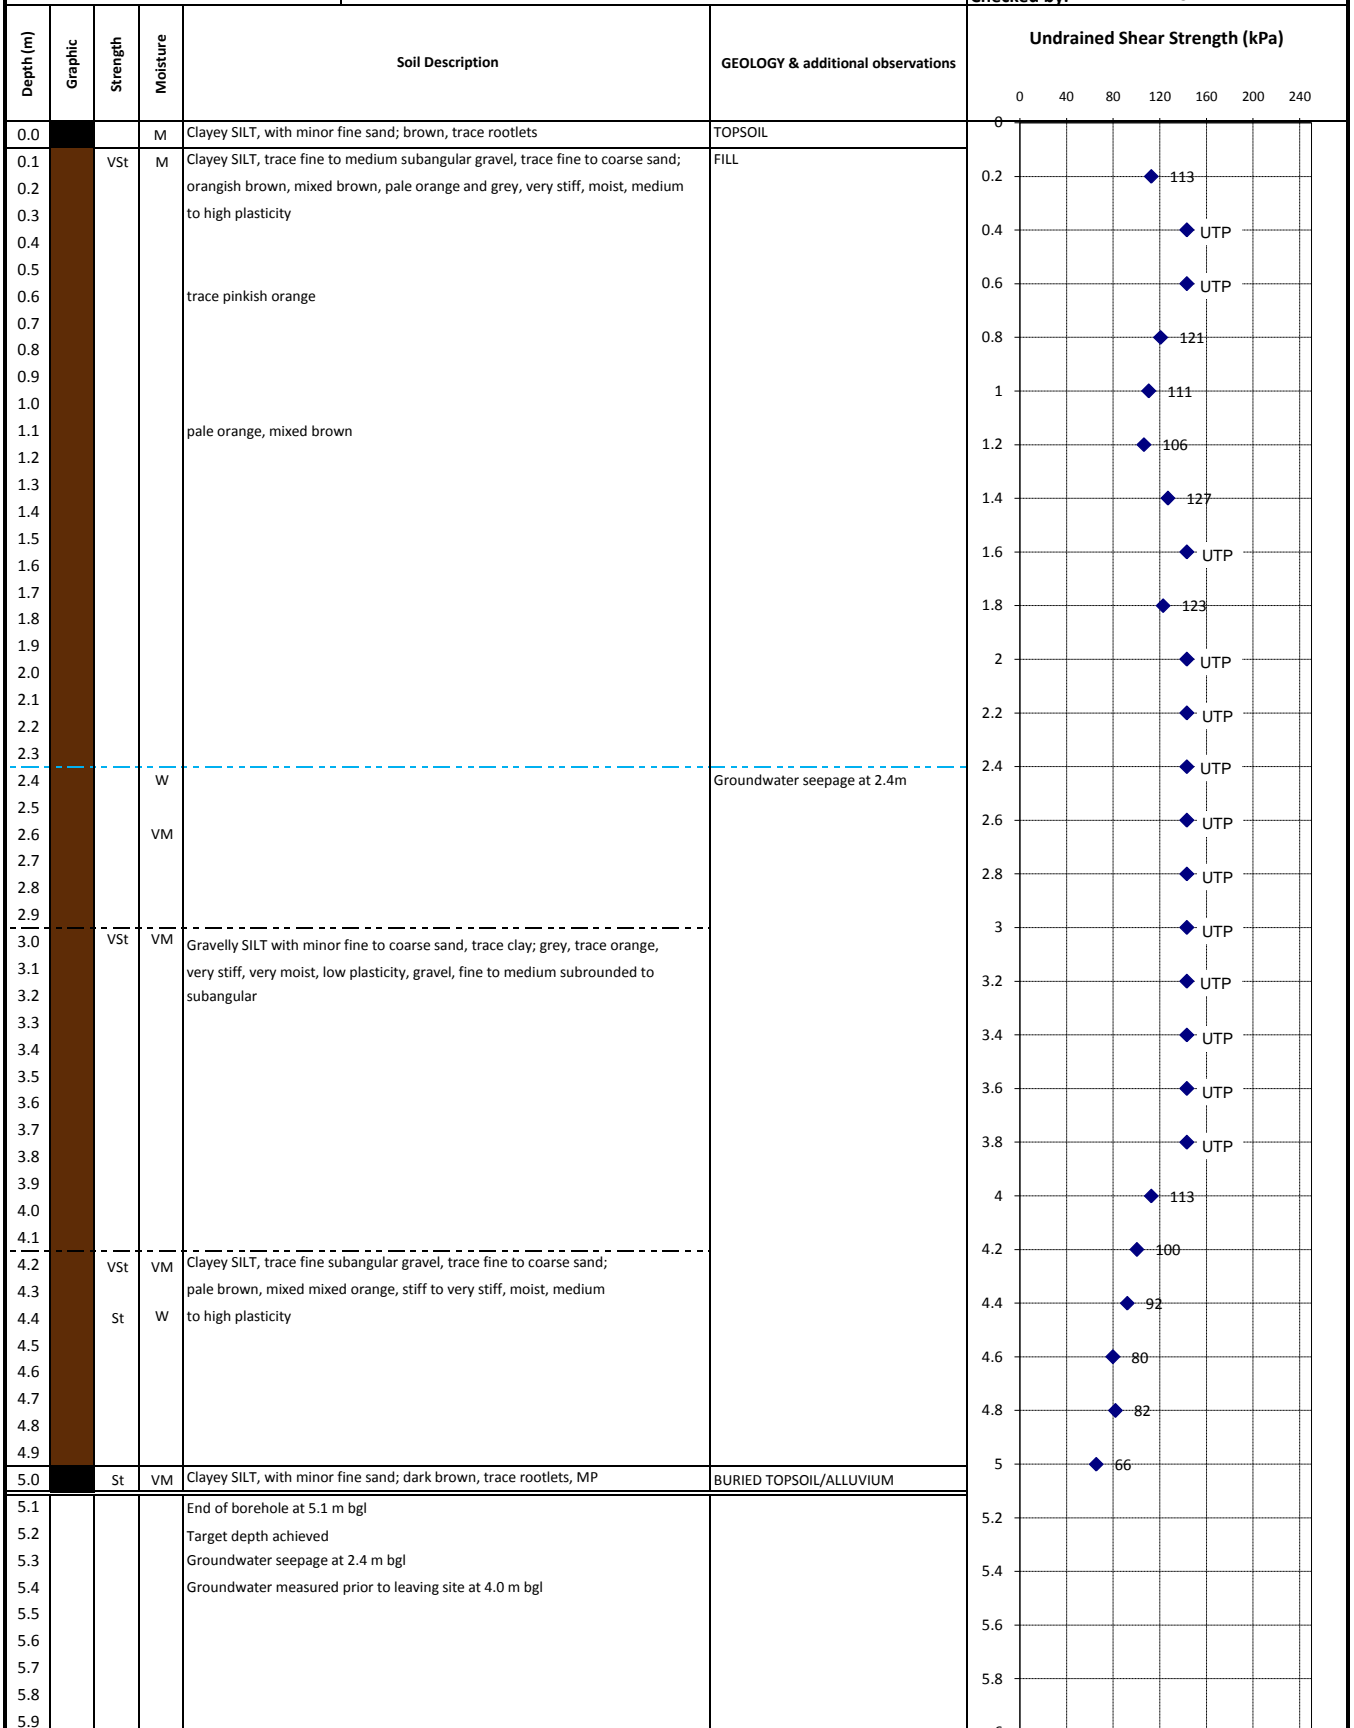 Checked by:
Depth (m)
Graphic
Strength
Moisture
Soil Description
GEOLOGY & additional observations
Undrained Shear Strength (kPa)
0 40 80 120 160 200 240
0
0.0 M Clayey SILT, with minor fine sand; brown, trace rootlets TOPSOIL
0.1 VSt M Clayey SILT, trace fine to medium subangular gravel, trace fine to coarse sand; FILL
0.2 orangish brown, mixed brown, pale orange and grey, very stiff, moist, medium 0.2 113
0.3 to high plasticity
0.4 0.4 UTP
0.5
0.6 trace pinkish orange 0.6 UTP
0.7
0.8 0.8 121
0.9
1.0 1 111
1.1 pale orange, mixed brown
1.2 1.2 106
1.3
1.4 1.4 127
1.5
1.6 1.6 UTP
1.7
1.8 1.8 123
1.9
2.0 2 UTP
2.1
2.2 2.2 UTP
2.3
2.4 W Groundwater seepage at 2.4m 2.4 UTP
2.5
2.6 VM 2.6 UTP
2.7
2.8 2.8 UTP
2.9
3.0 VSt VM Gravelly SILT with minor fine to coarse sand, trace clay; grey, trace orange, 3 UTP
3.1 very stiff, very moist, low plasticity, gravel, fine to medium subrounded to
3.2 subangular 3.2 UTP
3.3
3.4 3.4 UTP
3.5
3.6 3.6 UTP
3.7
3.8 3.8 UTP
3.9
4.0 4 113
4.1
4.2 VSt VM Clayey SILT, trace fine subangular gravel, trace fine to coarse sand; 4.2 100
4.3 pale brown, mixed mixed orange, stiff to very stiff, moist, medium
4.4 St W to high plasticity 4.4 92
4.5
4.6 4.6 80
4.7
4.8 4.8 82
4.9
5.0 St VM Clayey SILT, with minor fine sand; dark brown, trace rootlets, MP BURIED TOPSOIL/ALLUVIUM 5 66
5.1 End of borehole at 5.1 m bgl
5.2 Target depth achieved 5.2
5.3 Groundwater seepage at 2.4 m bgl
5.4 Groundwater measured prior to leaving site at 4.0 m bgl 5.4
5.5
5.6 5.6
5.7
5.8 5.8
5.9